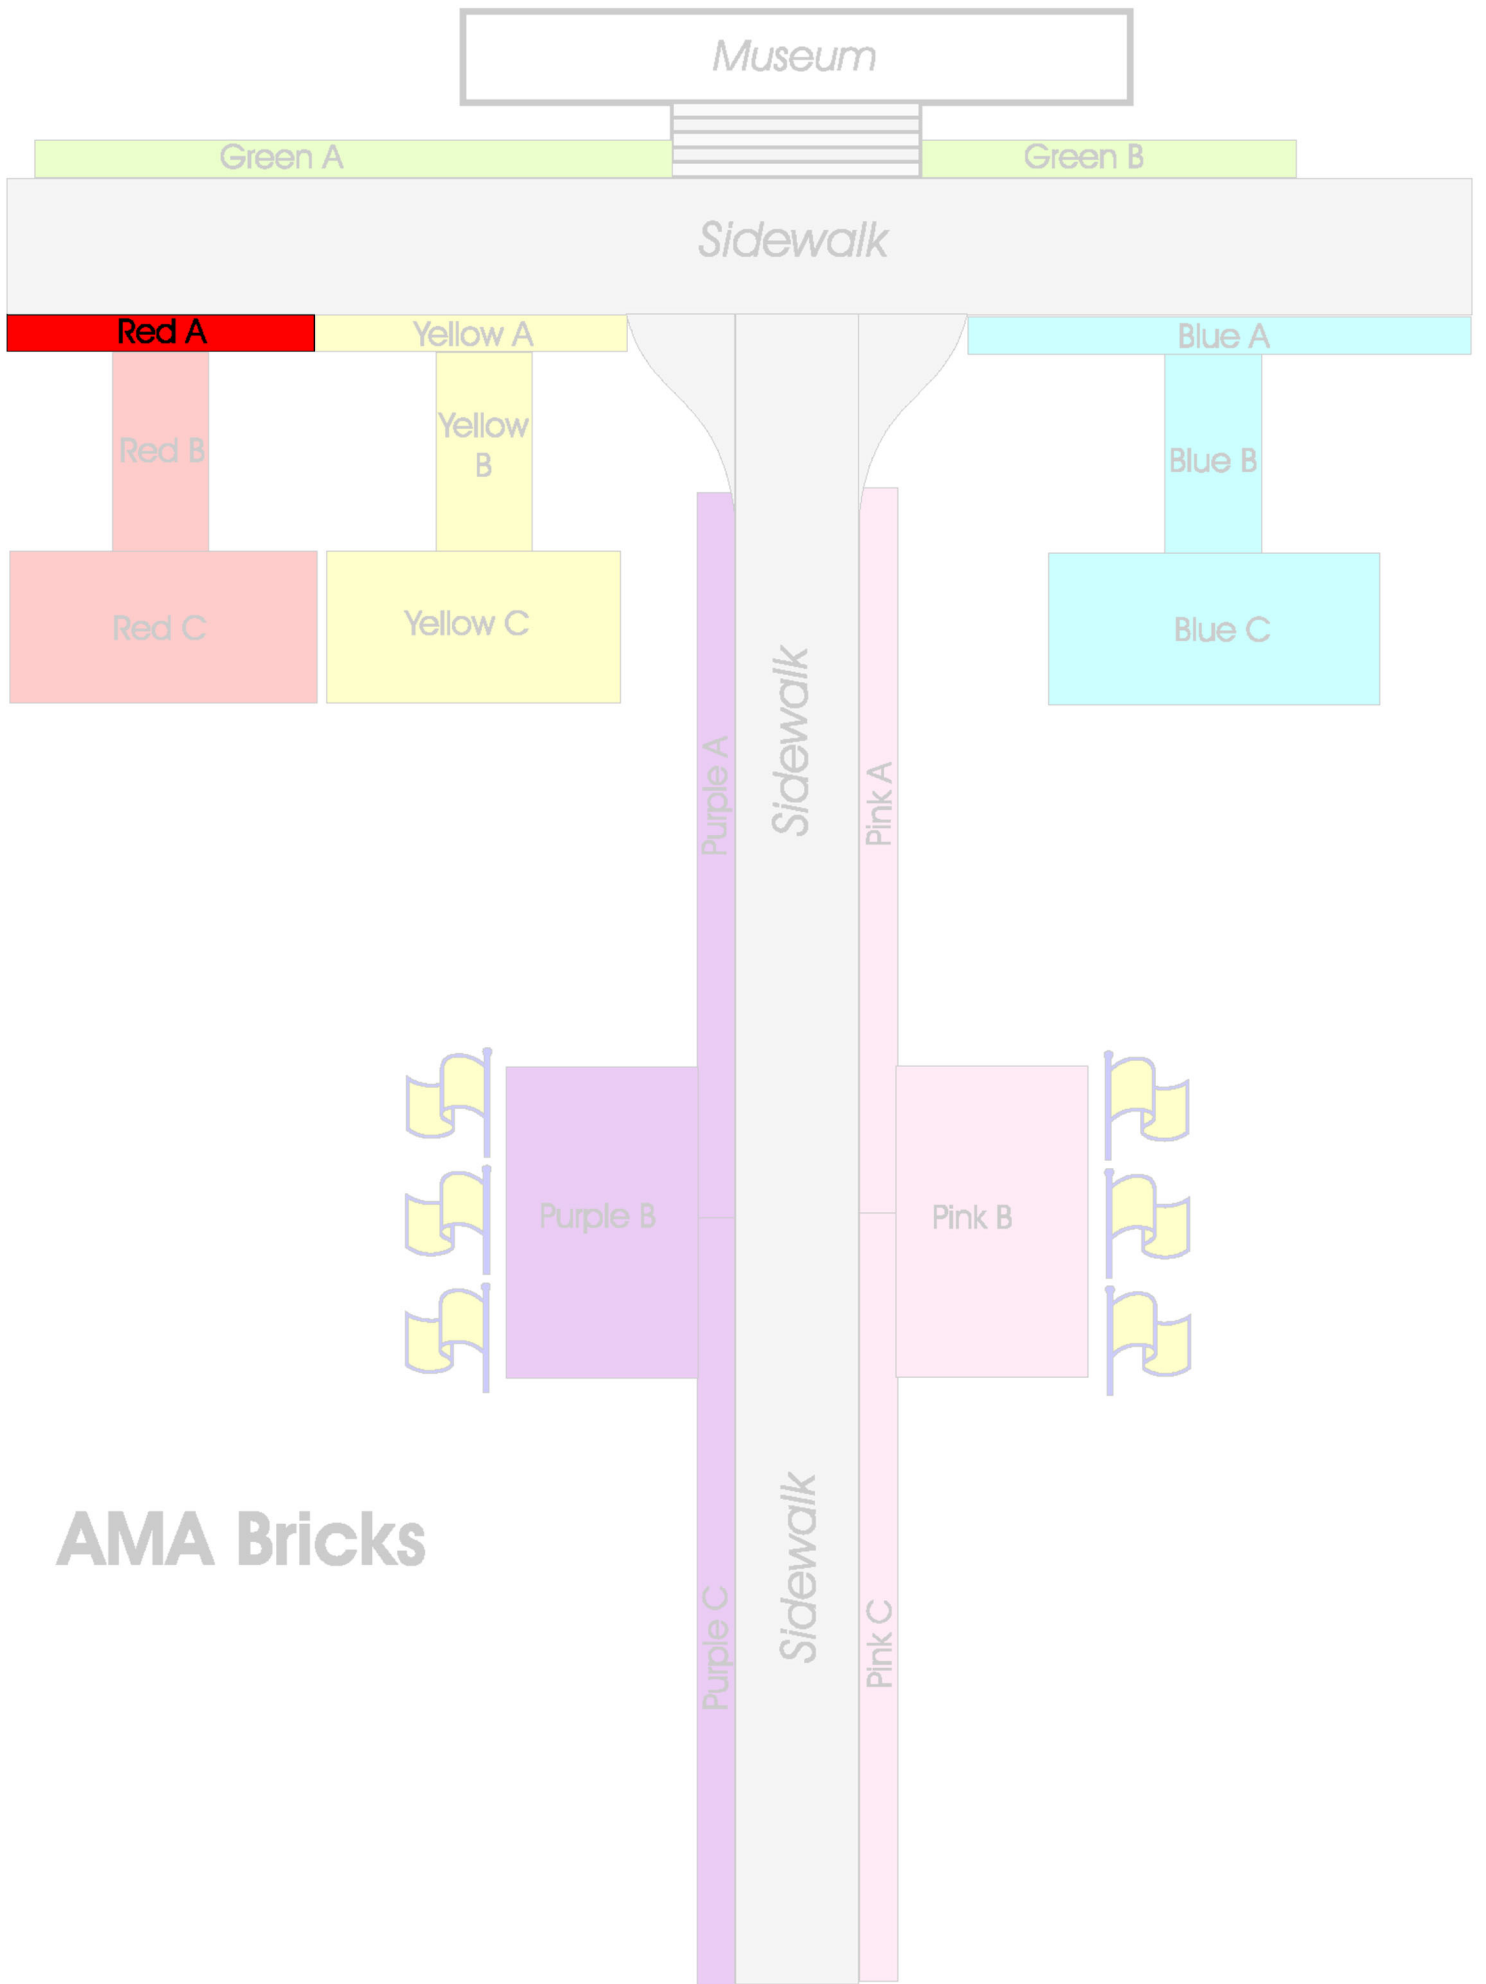 Museum
Green A
Green B
Sidewalk
Red A
Yellow A
Blue A
Red B
Yellow
B
Blue B
Red C
Yellow C
Blue C
Sidewalk
Purple A
Pink A
Purple B
Pink B
AMA Bricks
Sidewalk
Purple C
Pink C